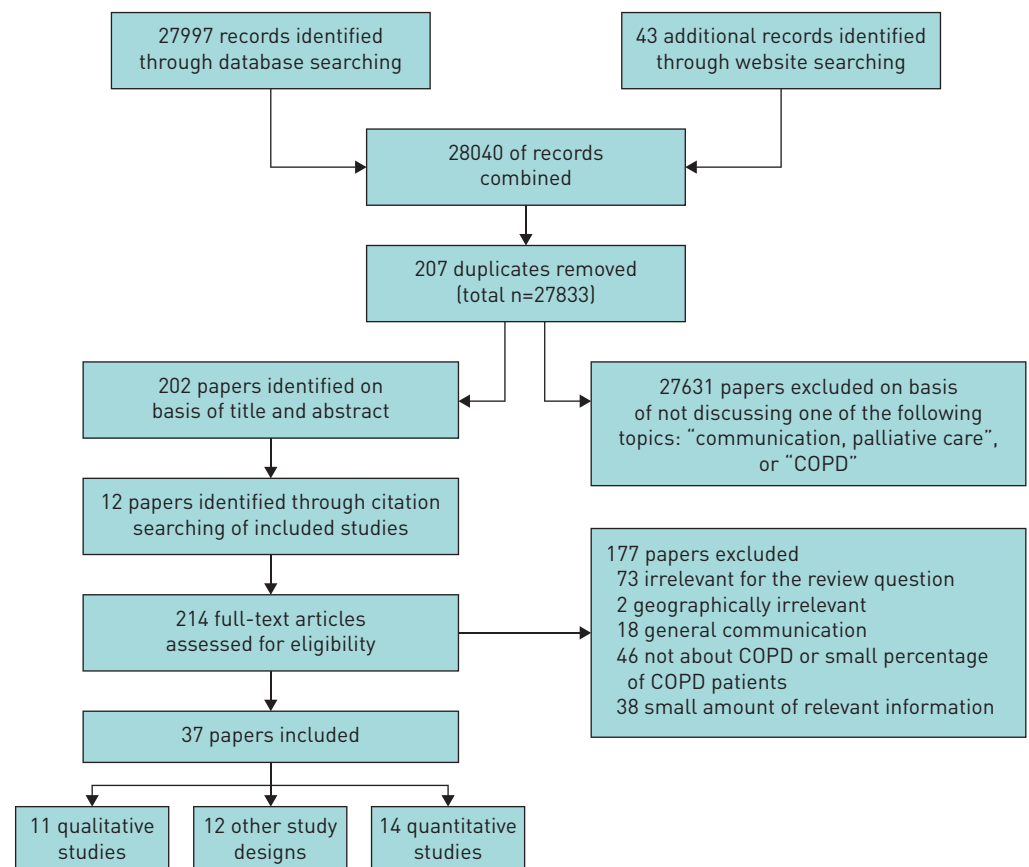 27997 records identified
through database searching
43 additional records identified
through website searching
28040 of records
combined
207 duplicates removed
(total n=27833)
202 papers identified on
basis of title and abstract
27631 papers excluded on basis
of not discussing one of the following
topics: “communication, palliative care”,
or “COPD”
12 papers identified through citation
searching of included studies
214 full-text articles
assessed for eligibility
177 papers excluded
73 irrelevant for the review question
2 geographically irrelevant
18 general communication
46 not about COPD or small percentage
of COPD patients
38 small amount of relevant information
37 papers included
11 qualitative
studies
12 other study
designs
14 quantitative
studies